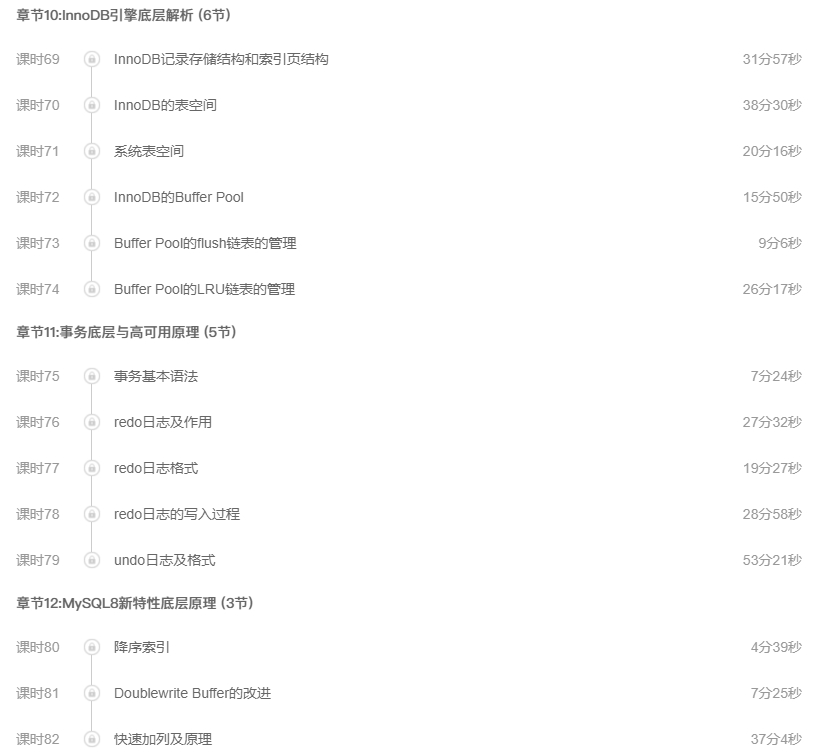 章节10:InnoDB引擎底层解析 (6节)
课时69 InnoDB记录存储结构和索引页结构 31分57秒
课时70 InnoDB的表空间 38分30秒
课时71 系统表空间 20分16秒
课时72 InnoDB的Buffer Pool 15分50秒
课时73 Buffer Pool的flush链表的管理 9分6秒
课时74 Buffer Pool的LRU链表的管理 26分17秒
章节11:事务底层与高可用原理 (5节)
课时75 事务基本语法 7分24秒
课时76 redo日志及作用 27分32秒
课时77 redo日志格式 19分27秒
课时78 redo日志的写入过程 28分58秒
课时79 undo日志及格式 53分21秒
章节12:MySQL8新特性底层原理 (3节)
课时80 降序索引 4分39秒
课时81 Doublewrite Buffer的改进 7分25秒
课时82 快速加列及原理 37分4秒